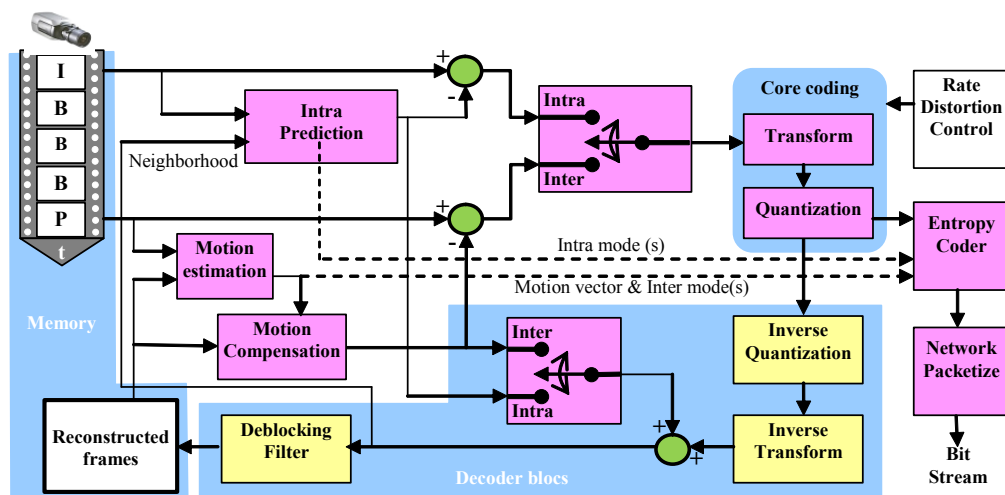 I
B
B
B
P
t
Memory
+
-
Intra
Prediction
Neighborhood
+
-
Motion
estimation
Motion
Compensation
Intra
Inter
Core coding
Transform
Quantization
Rate
Distortion
Control
Intra mode (s)
Motion vector & Inter mode(s)
Entropy
Coder
Network
Packetize
Bit
Stream
Inter
Intra
Inverse
Quantization
Inverse
Transform
+
+
Deblocking
Filter
Reconstructed
frames
Decoder blocs